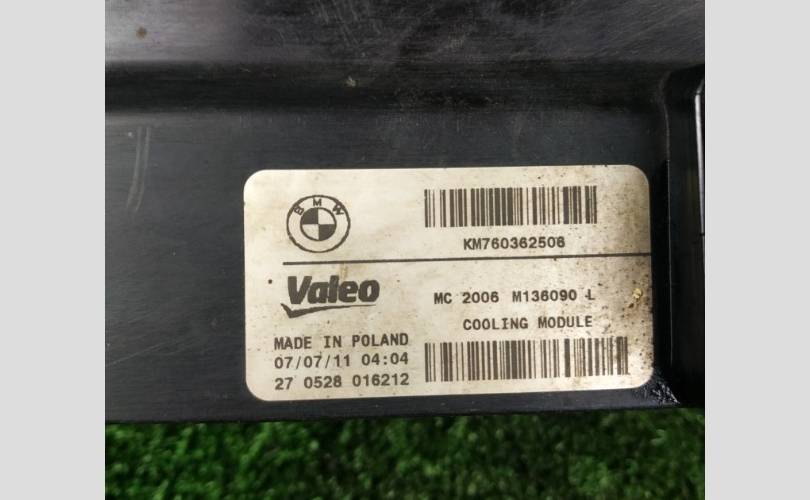 BMW
KM760362508
Valeo
MC 2006 M136090 L
COOLING MODULE
MADE IN POLAND
07/07/11 04:04
27 0528 016212